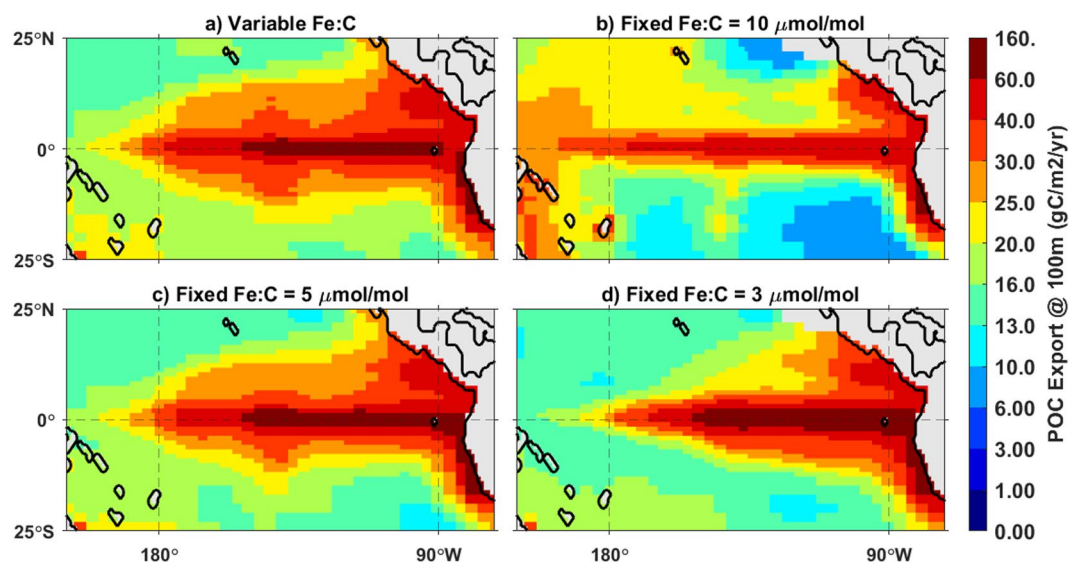 a) Variable Fe:C
b) Fixed Fe:C = 10 μmol/mol
25°N
0°
25°S
c) Fixed Fe:C = 5 μmol/mol
d) Fixed Fe:C = 3 μmol/mol
25°N
0°
25°S
180°
90°W
180°
90°W
160.
60.0
40.0
30.0
25.0
20.0
16.0
13.0
10.0
6.00
3.00
1.00
0.00
POC Export @ 100m (gC/m2/yr)